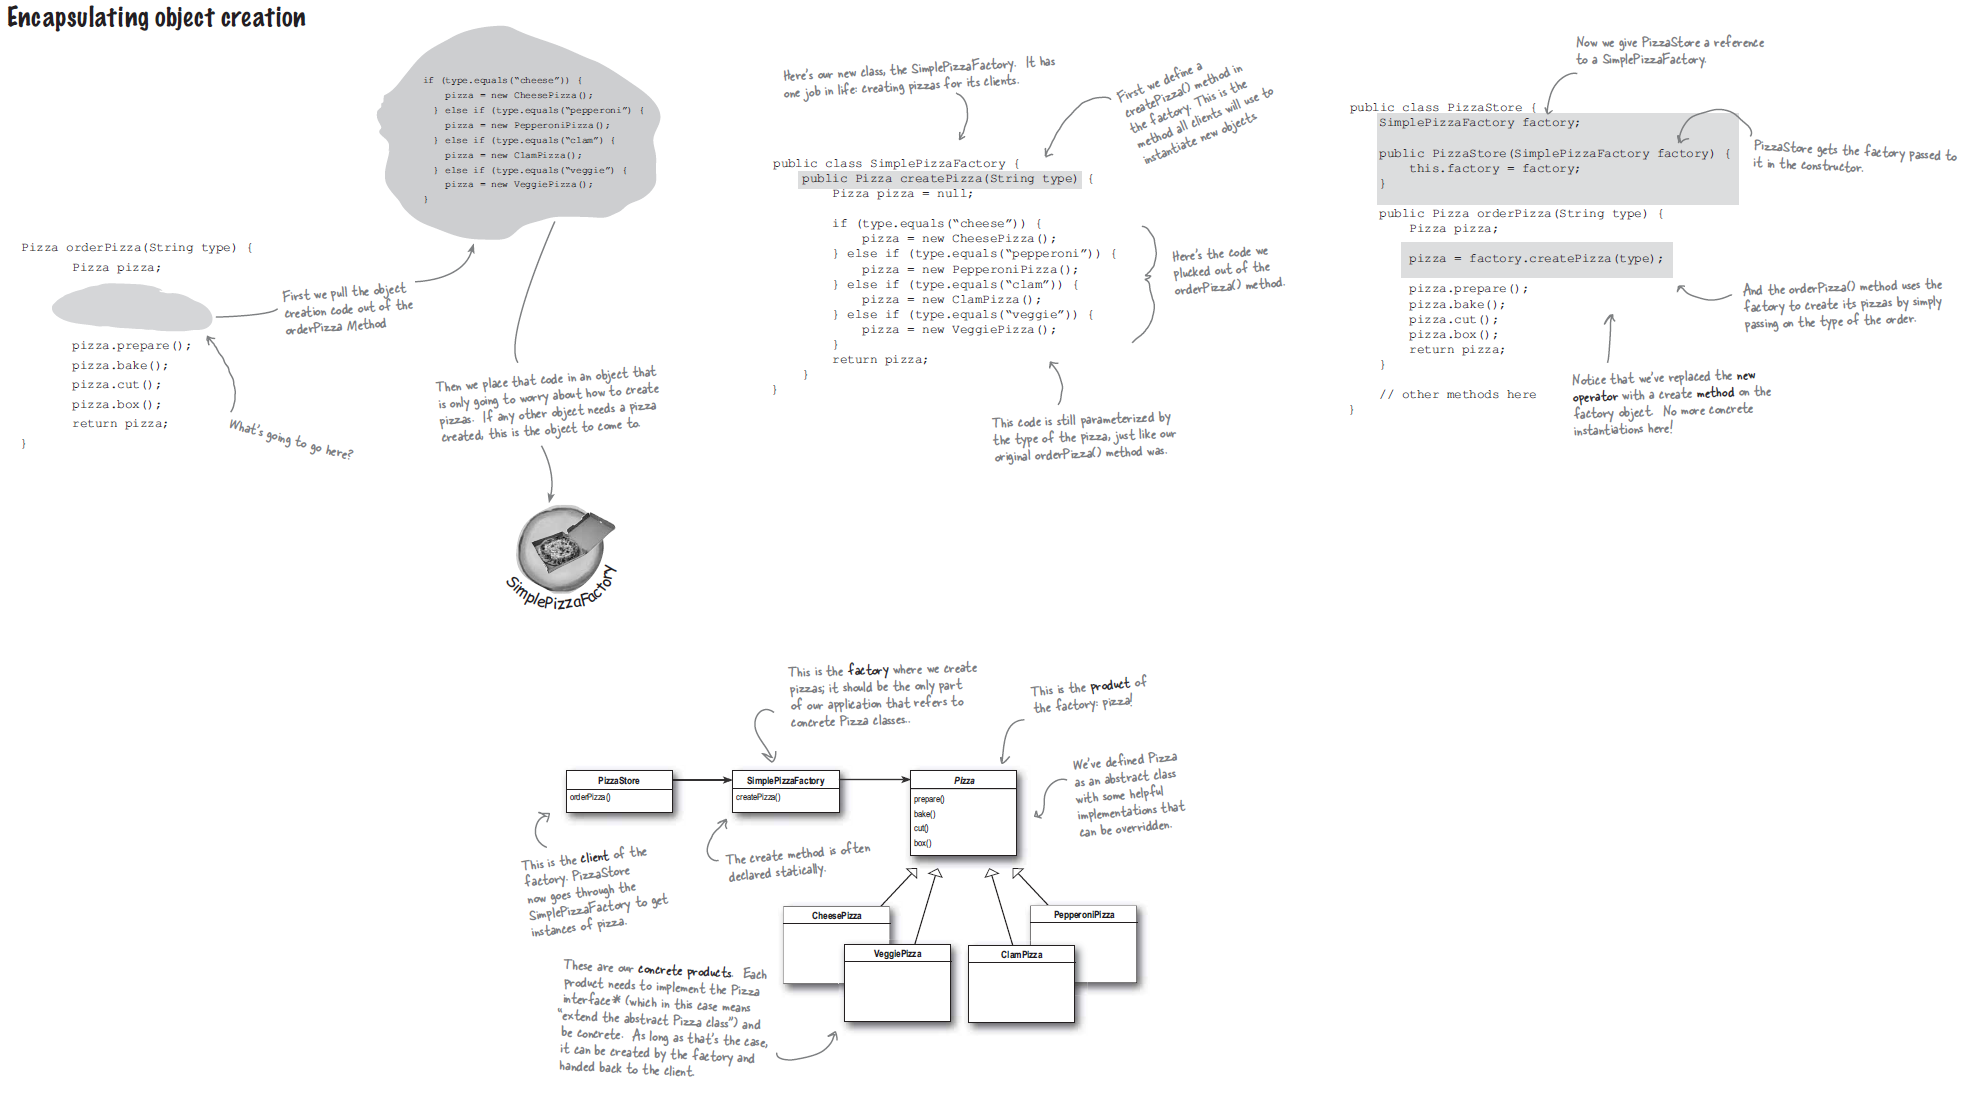 Encapsulating object creation
if (type.equals(“cheese”)) {
pizza = new CheesePizza();
} else if (type.equals(“pepperoni”) {
pizza = new PepperoniPizza();
} else if (type.equals(“clam”) {
pizza = new ClamPizza();
} else if (type.equals(“veggie”) {
pizza = new VeggiePizza();
}
Pizza orderPizza(String type) {
Pizza pizza;
pizza.prepare();
pizza.bake();
pizza.cut();
pizza.box();
return pizza;
}
First we pull the object
creation code out of the
orderPizza Method
What's going to go here?
Then we place that code in an object that
is only going to worry about how to create
pizzas. If any other object needs a pizza
created, this is the object to come to.
SimplePizzaFactory
Here's our new class, the SimplePizzaFactory. It has
one job in life: creating pizzas for its clients.
First we define a
createPizza() method in
the factory. This is the
method all clients will use to
instantiate new objects
public class SimplePizzaFactory {
public Pizza createPizza(String type) {
Pizza pizza = null;
if (type.equals(“cheese”)) {
pizza = new CheesePizza();
} else if (type.equals(“pepperoni”)) {
pizza = new PepperoniPizza();
} else if (type.equals(“clam”)) {
pizza = new ClamPizza();
} else if (type.equals(“veggie”)) {
pizza = new VeggiePizza();
}
return pizza;
}
}
Here's the code we
plucked out of the
orderPizza() method.
This code is still parameterized by
the type of the pizza, just like our
original orderPizza() method was.
Now we give PizzaStore a reference
to a SimplePizzaFactory.
public class PizzaStore {
SimplePizzaFactory factory;
public PizzaStore(SimplePizzaFactory factory) {
this.factory = factory;
}
public Pizza orderPizza(String type) {
Pizza pizza;
pizza = factory.createPizza(type);
pizza.prepare();
pizza.bake();
pizza.cut();
pizza.box();
return pizza;
}
// other methods here
}
PizzaStore gets the factory passed to
it in the constructor.
And the orderPizza() method uses the
factory to create its pizzas by simply
passing on the type of the order.
Notice that we've replaced the new
operator with a create method on the
factory object. No more concrete
instantiations here!
This is the factory where we create
pizzas; it should be the only part
of our application that refers to
concrete Pizza classes..
This is the product of
the factory: pizza!
PizzaStore
orderPizza()
SimplePizzaFactory
createPizza()
Pizza
prepare()
bake()
cut()
box()
We've defined Pizza
as an abstract class
with some helpful
implementations that
can be overridden.
This is the client of the
factory. PizzaStore
now goes through the
SimplePizzaFactory to get
instances of pizza.
The create method is often
declared statically.
CheesePizza
PepperoniPizza
VeggiePizza
ClamPizza
These are our concrete products. Each
product needs to implement the Pizza
interface* (which in this case means
“extend the abstract Pizza class”) and
be concrete. As long as that's the case,
it can be created by the factory and
handed back to the client.